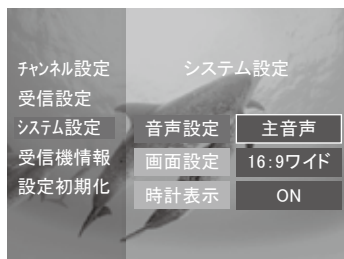 システム設定
チャンネル設定
受信設定
システム設定
受信機情報
設定初期化
音声設定 主音声
画面設定 16:9ワイド
時計表示 ON